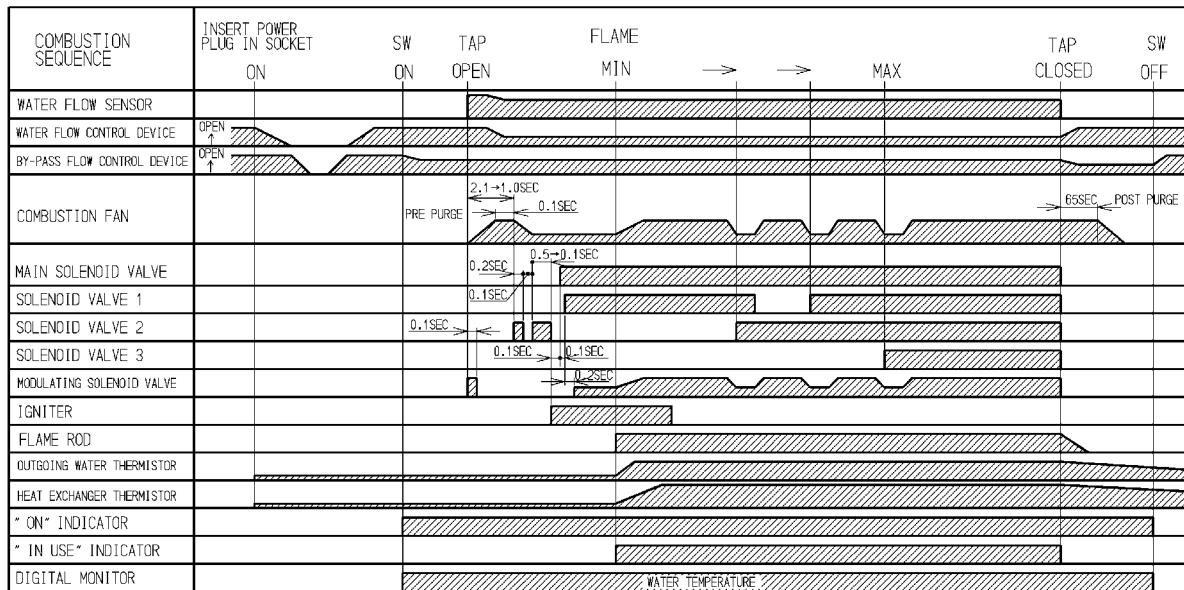 COMBUSTION
SEQUENCE
INSERT POWER
PLUG IN SOCKET
ON
SW
ON
TAP
OPEN
FLAME
MIN
MAX
TAP
CLOSED
SW
OFF
WATER FLOW SENSOR
WATER FLOW CONTROL DEVICE
OPEN
↑
BY-PASS FLOW CONTROL DEVICE
OPEN
↑
COMBUSTION FAN
2.1→1.0SEC
PRE PURGE
0.1SEC
65SEC
POST PURGE
MAIN SOLENOID VALVE
0.5→0.1SEC
0.2SEC
0.1SEC
SOLENOID VALVE 1
SOLENOID VALVE 2
0.1SEC
SOLENOID VALVE 3
0.1SEC
0.1SEC
MODULATING SOLENOID VALVE
0.2SEC
IGNITER
FLAME ROD
OUTGOING WATER THERMISTOR
HEAT EXCHANGER THERMISTOR
" ON" INDICATOR
" IN USE" INDICATOR
DIGITAL MONITOR
WATER TEMPERATURE